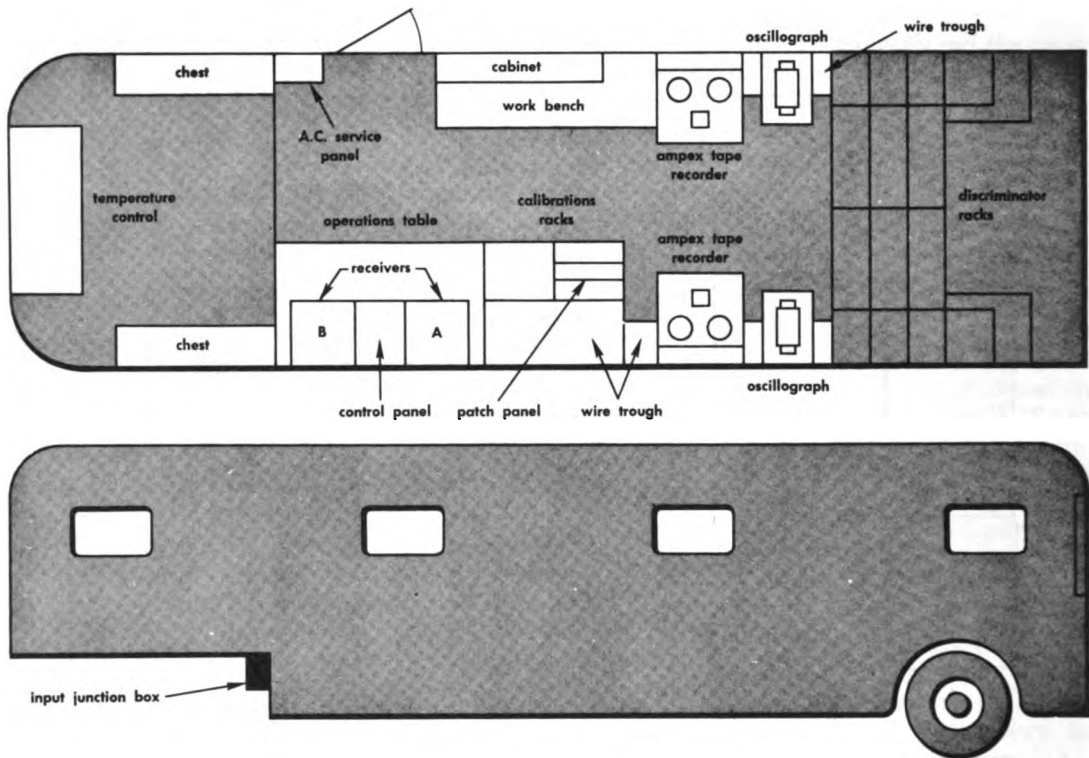 oscillograph
wire trough
chest
cabinet
work bench
A.C. service
panel
ampex tape
recorder
temperature
control
calibrations
racks
discriminator
racks
operations table
ampex tape
recorder
receivers
B
A
chest
oscillograph
control panel
patch panel
wire trough
input junction box